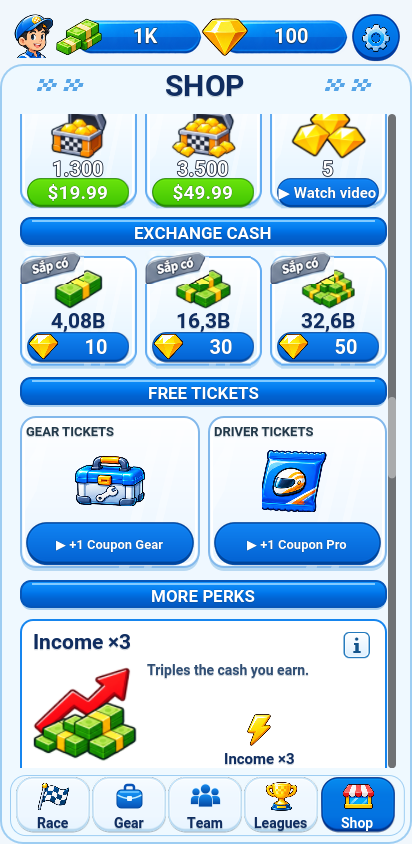 1K
100
SHOP
1.300
3.500
5
$19.99
$49.99
▶ Watch video
EXCHANGE CASH
Sắp có
Sắp có
Sắp có
4,08B
16,3B
32,6B
10
30
50
FREE TICKETS
GEAR TICKETS
DRIVER TICKETS
▶ +1 Coupon Gear
▶ +1 Coupon Pro
MORE PERKS
Income ×3
i
Triples the cash you earn.
Income ×3
Race
Gear
Team
Leagues
Shop